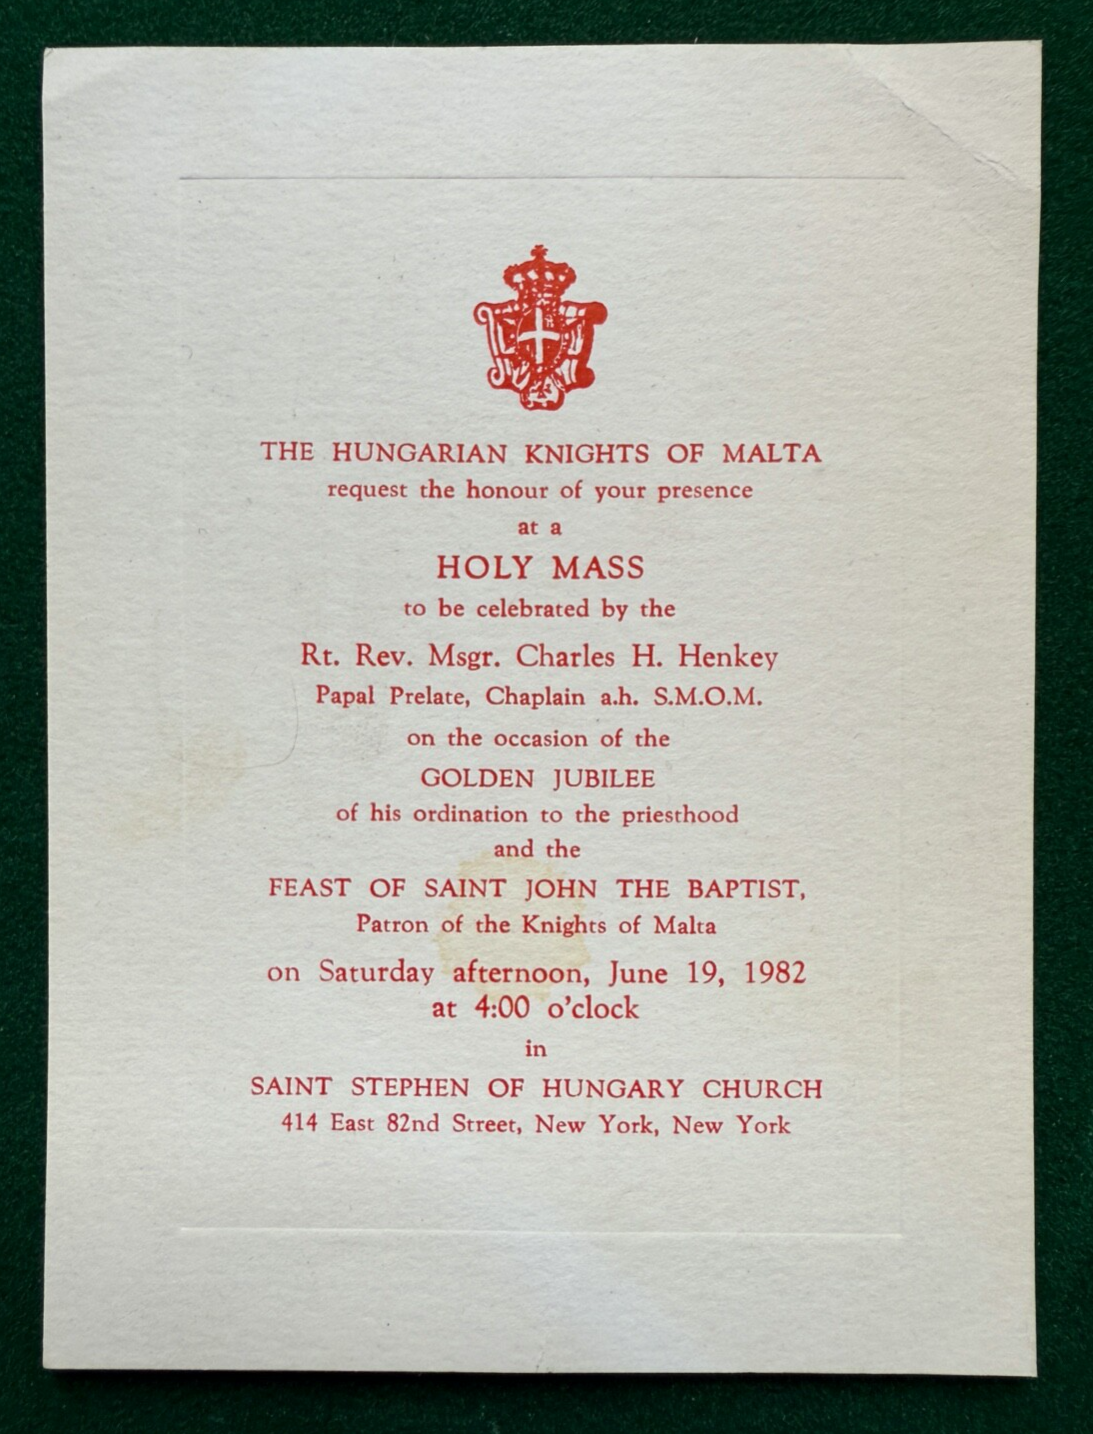 THE HUNGARIAN KNIGHTS OF MALTA
request the honour of your presence
at a
HOLY MASS
to be celebrated by the
Rt. Rev. Msgr. Charles H. Henkey
Papal Prelate, Chaplain a.h. S.M.O.M.
on the occasion of the
GOLDEN JUBILEE
of his ordination to the priesthood
and the
FEAST OF SAINT JOHN THE BAPTIST,
Patron of the Knights of Malta
on Saturday afternoon, June 19, 1982
at 4:00 o’clock
in
SAINT STEPHEN OF HUNGARY CHURCH
414 East 82nd Street, New York, New York